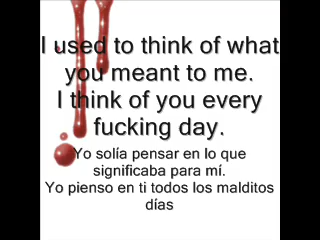 I used to think of what
you meant to me.
I think of you every
fucking day.
Yo solía pensar en lo que
significaba para mí.
Yo pienso en ti todos los malditos
días